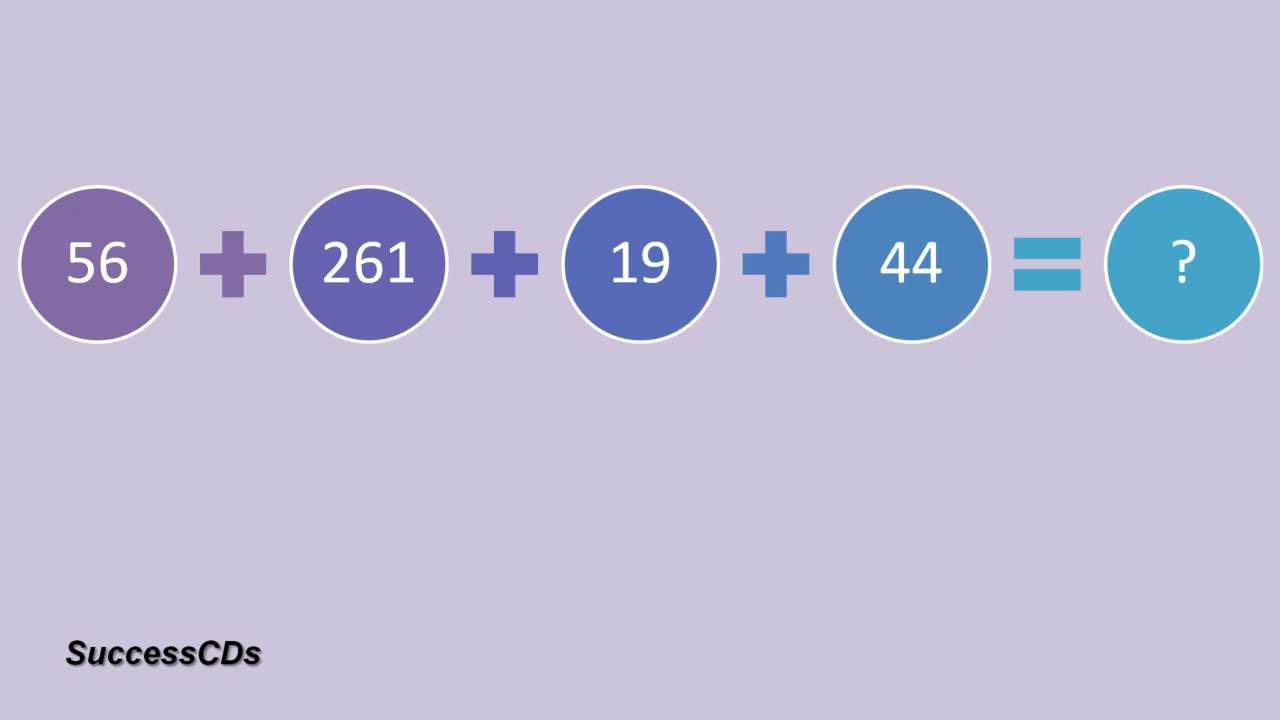 56 + 261 + 19 + 44 = ?
SuccessCDs